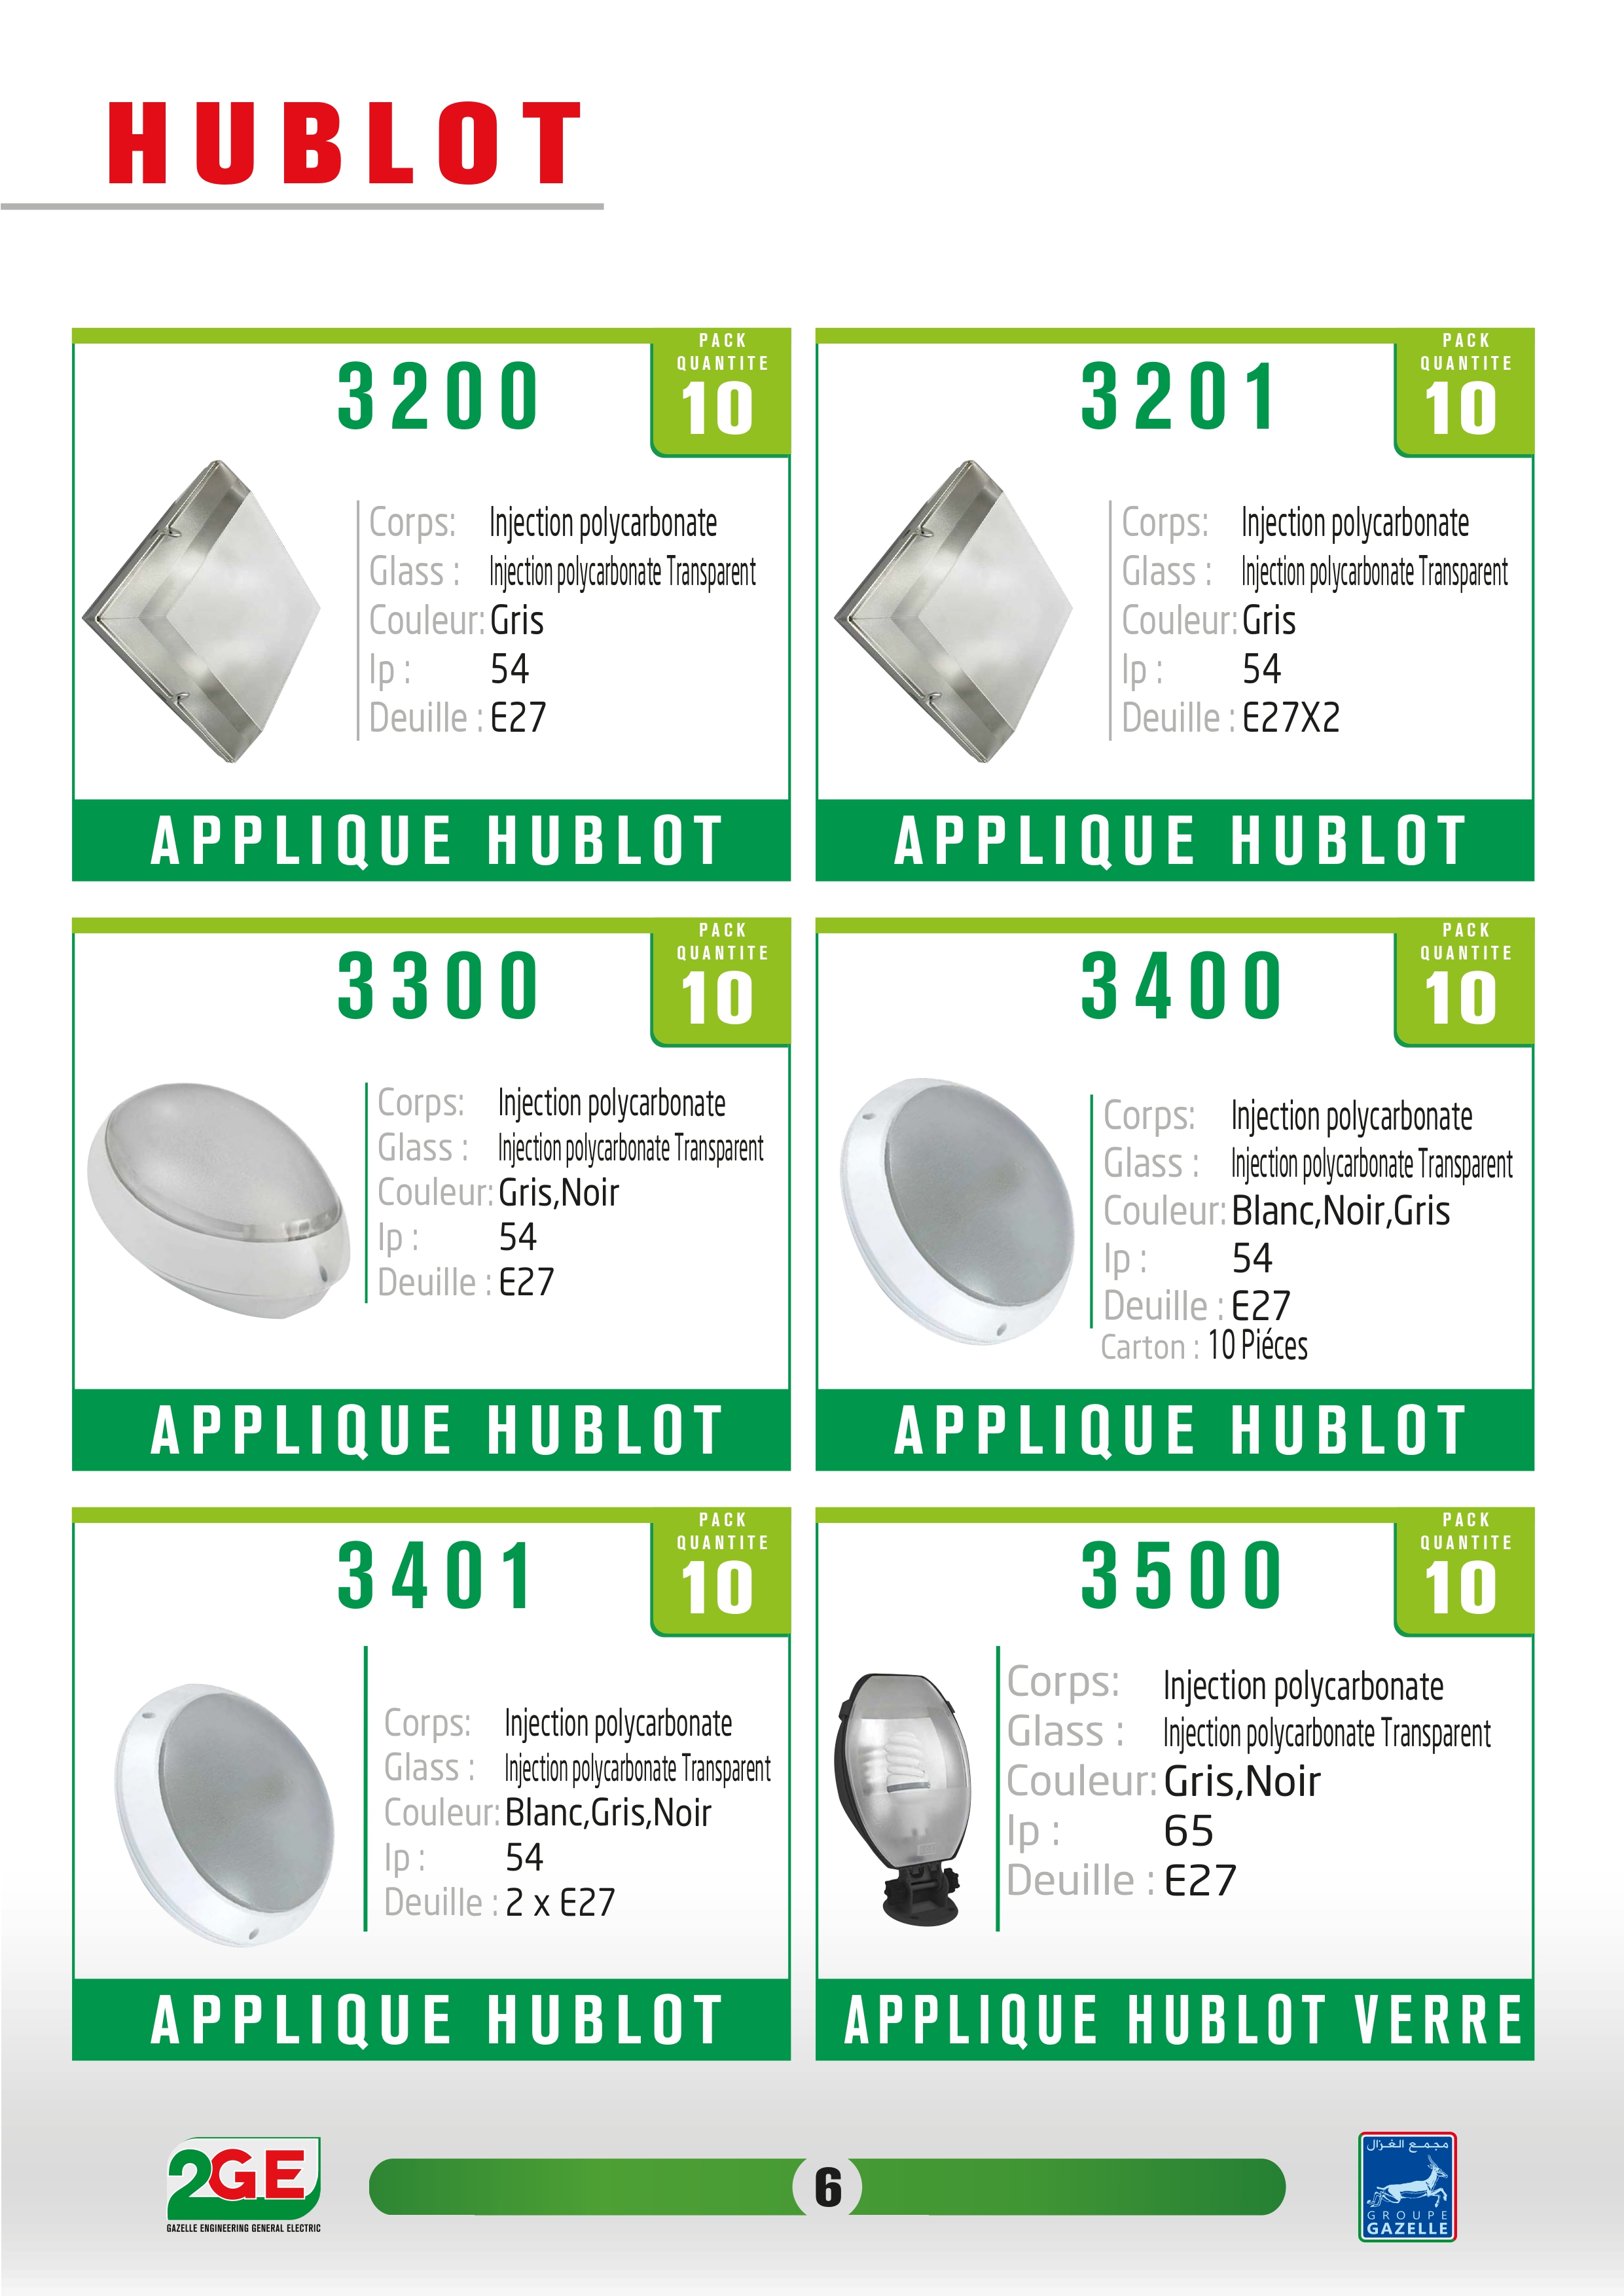 HUBLOT
PACK
QUANTITE
10
3200
Corps: Injection polycarbonate
Glass : Injection polycarbonate Transparent
Couleur: Gris
Ip : 54
Deuille : E27
APPLIQUE HUBLOT
PACK
QUANTITE
10
3201
Corps: Injection polycarbonate
Glass : Injection polycarbonate Transparent
Couleur: Gris
Ip : 54
Deuille : E27X2
APPLIQUE HUBLOT
PACK
QUANTITE
10
3300
Corps: Injection polycarbonate
Glass : Injection polycarbonate Transparent
Couleur: Gris,Noir
Ip : 54
Deuille : E27
APPLIQUE HUBLOT
PACK
QUANTITE
10
3400
Corps: Injection polycarbonate
Glass : Injection polycarbonate Transparent
Couleur: Blanc,Noir,Gris
Ip : 54
Deuille : E27
Carton : 10 Piéces
APPLIQUE HUBLOT
PACK
QUANTITE
10
3401
Corps: Injection polycarbonate
Glass : Injection polycarbonate Transparent
Couleur: Blanc,Gris,Noir
Ip : 54
Deuille : 2 x E27
APPLIQUE HUBLOT
PACK
QUANTITE
10
3500
Corps: Injection polycarbonate
Glass : Injection polycarbonate Transparent
Couleur: Gris,Noir
Ip : 65
Deuille : E27
APPLIQUE HUBLOT VERRE
2GE
GAZELLE ENGINEERING GENERAL ELECTRIC
6
مجمع الغزال
GROUPE
GAZELLE